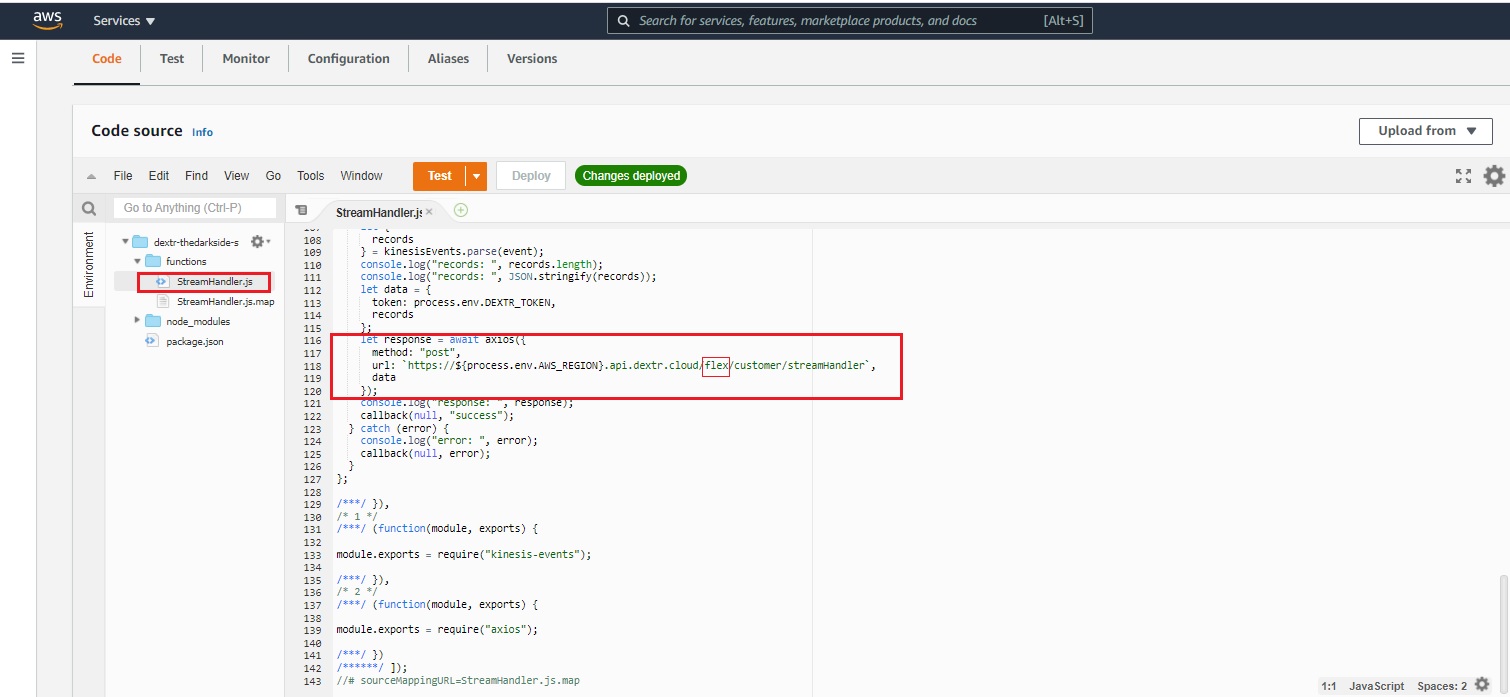 aws Services ▼ Search for services, features, marketplace products, and docs [Alt+S]
Code Test Monitor Configuration Aliases Versions
Code source Info Upload from ▼
File Edit Find View Go Tools Window Test Deploy Changes deployed
Go to Anything (Ctrl-P) StreamHandler.js ×
Environment
dextr-thedarkside-s
functions
StreamHandler.js
StreamHandler.js.map
node_modules
package.json
108 records
109 } = kinesisEvents.parse(event);
110 console.log("records: ", records.length);
111 console.log("records: ", JSON.stringify(records));
112 let data = {
113 token: process.env.DEXTR_TOKEN,
114 records
115 };
116 let response = await axios({
117 method: "post",
118 url: `https://${process.env.AWS_REGION}.api.dextr.cloud/flex/customer/streamHandler`,
119 data
120 });
121 console.log("response: ", response);
122 callback(null, "success");
123 } catch (error) {
124 console.log("error: ", error);
125 callback(null, error);
126 }
127 };
128
129 /***/ }),
130 /* 1 */
131 /***/ (function(module, exports) {
132
133 module.exports = require("kinesis-events");
134
135 /***/ }),
136 /* 2 */
137 /***/ (function(module, exports) {
138
139 module.exports = require("axios");
140
141 /***/ })
142 /******/ ]);
143 //# sourceMappingURL=StreamHandler.js.map
1:1 JavaScript Spaces: 2